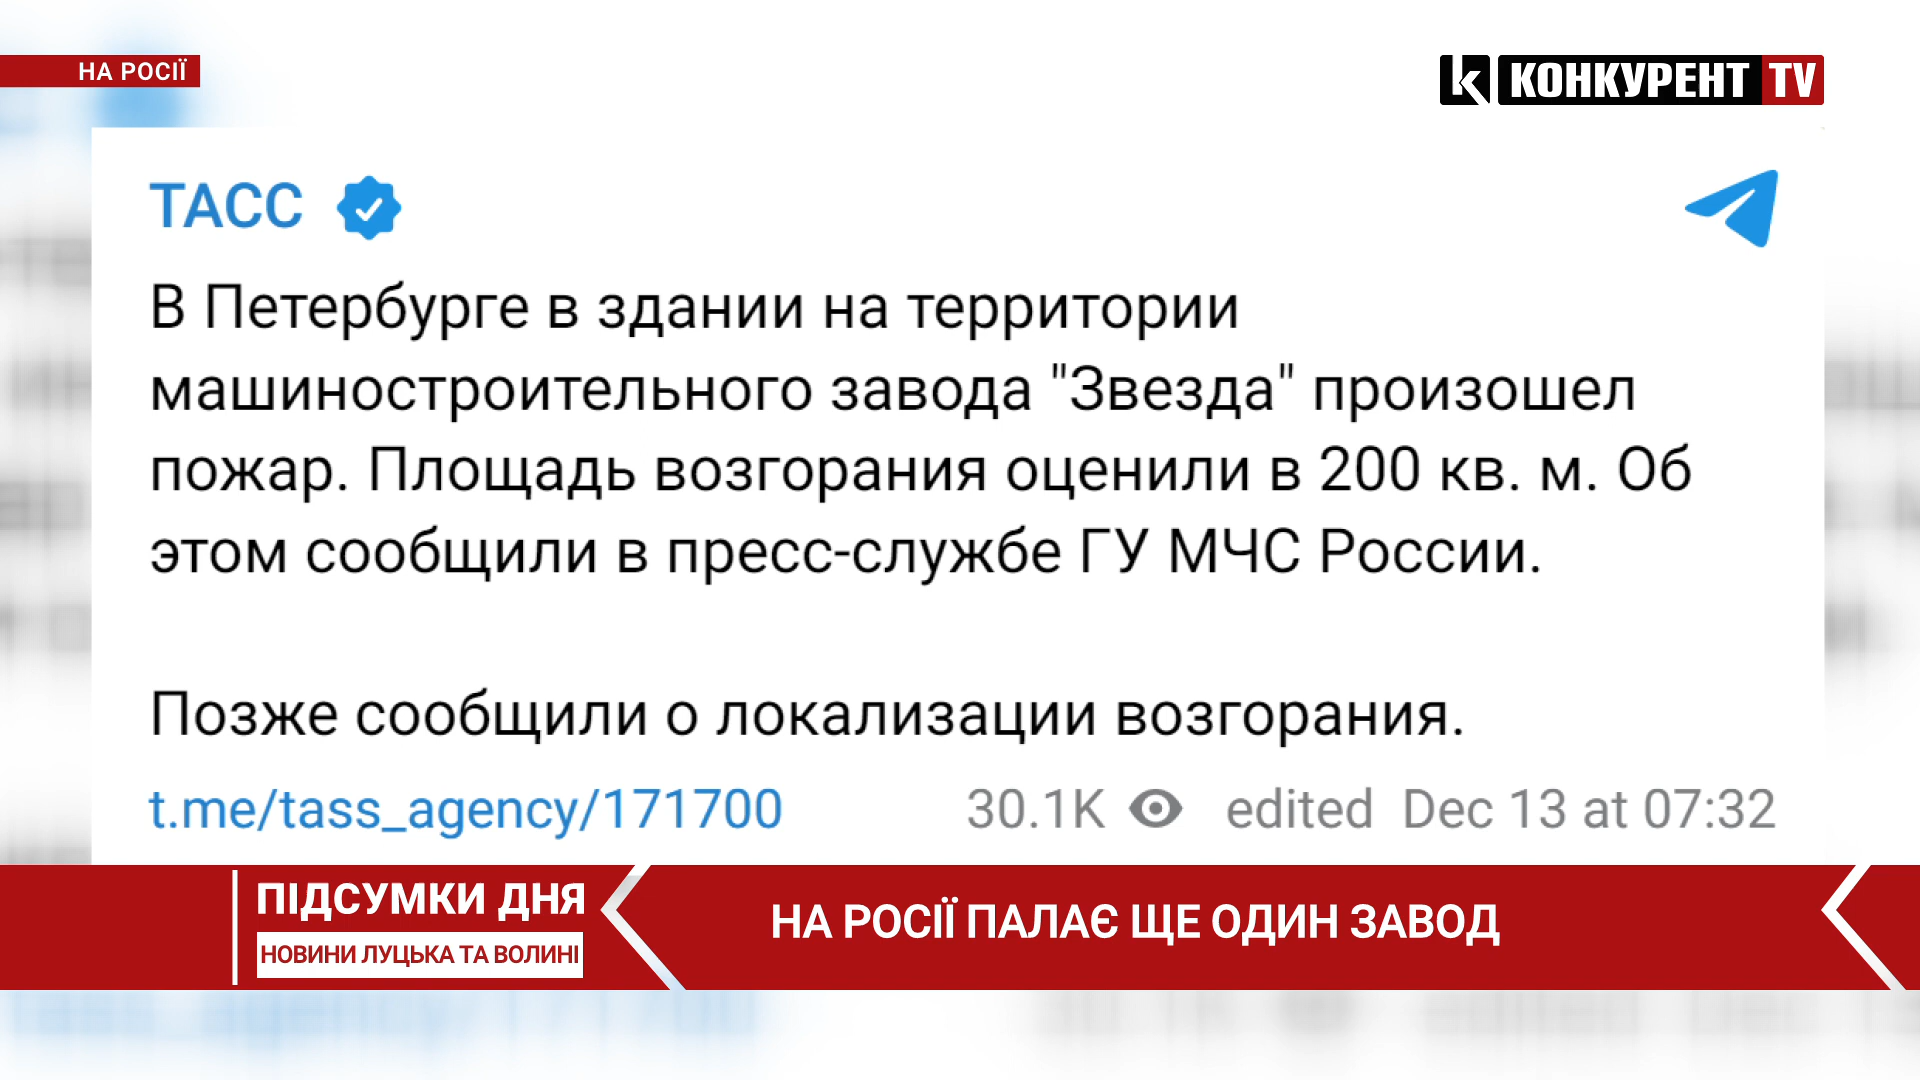 НА РОСІЇ
К КОНКУРЕНТ TV
ТАСС
В Петербурге в здании на территории
машиностроительного завода "Звезда" произошел
пожар. Площадь возгорания оценили в 200 кв. м. Об
этом сообщили в пресс-службе ГУ МЧС России.
Позже сообщили о локализации возгорания.
t.me/tass_agency/171700 30.1K edited Dec 13 at 07:32
ПІДСУМКИ ДНЯ
НОВИНИ ЛУЦЬКА ТА ВОЛИНІ
НА РОСІЇ ПАЛАЄ ЩЕ ОДИН ЗАВОД